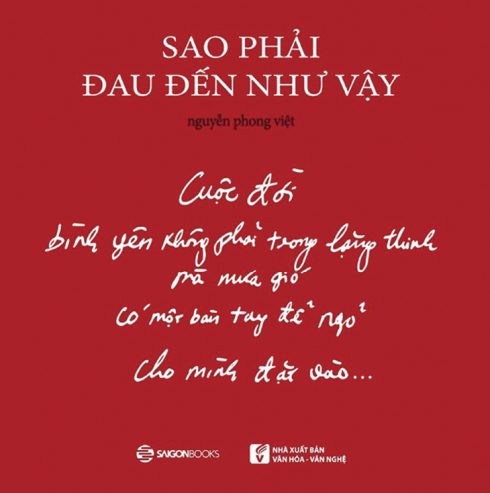 SAO PHẢI
ĐAU ĐẾN NHƯ VẬY
nguyễn phong việt
Cuộc đời
bình yên không phải trong lặng thinh
mà mưa gió
có một bàn tay để ngỏ
cho mình đặt vào...
SAIGONBOOKS
NHÀ XUẤT BẢN
VĂN HÓA - VĂN NGHỆ